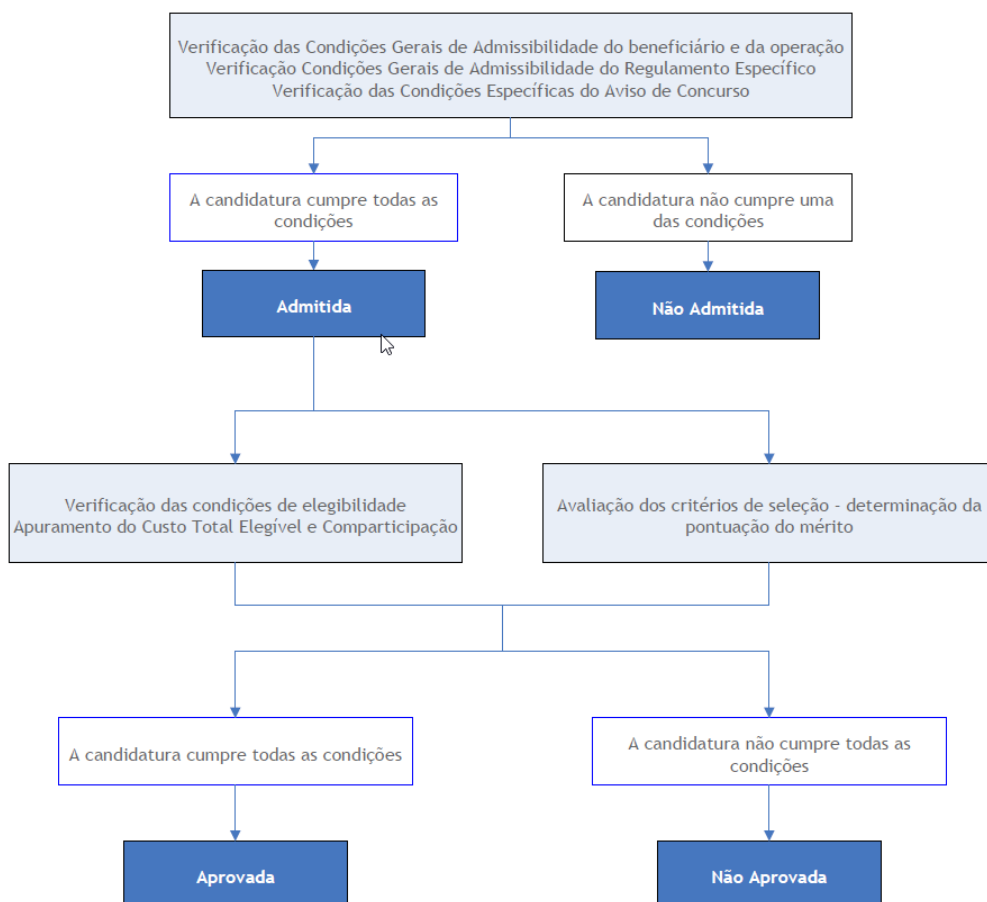 Verificação das Condições Gerais de Admissibilidade do beneficiário e da operação
Verificação Condições Gerais de Admissibilidade do Regulamento Específico
Verificação das Condições Específicas do Aviso de Concurso
A candidatura cumpre todas as
condições
A candidatura não cumpre uma
das condições
Admitida
Não Admitida
Verificação das condições de elegibilidade
Apuramento do Custo Total Elegível e Comparticipação
Avaliação dos critérios de seleção - determinação da
pontuação do mérito
A candidatura cumpre todas as condições
A candidatura não cumpre todas as
condições
Aprovada
Não Aprovada